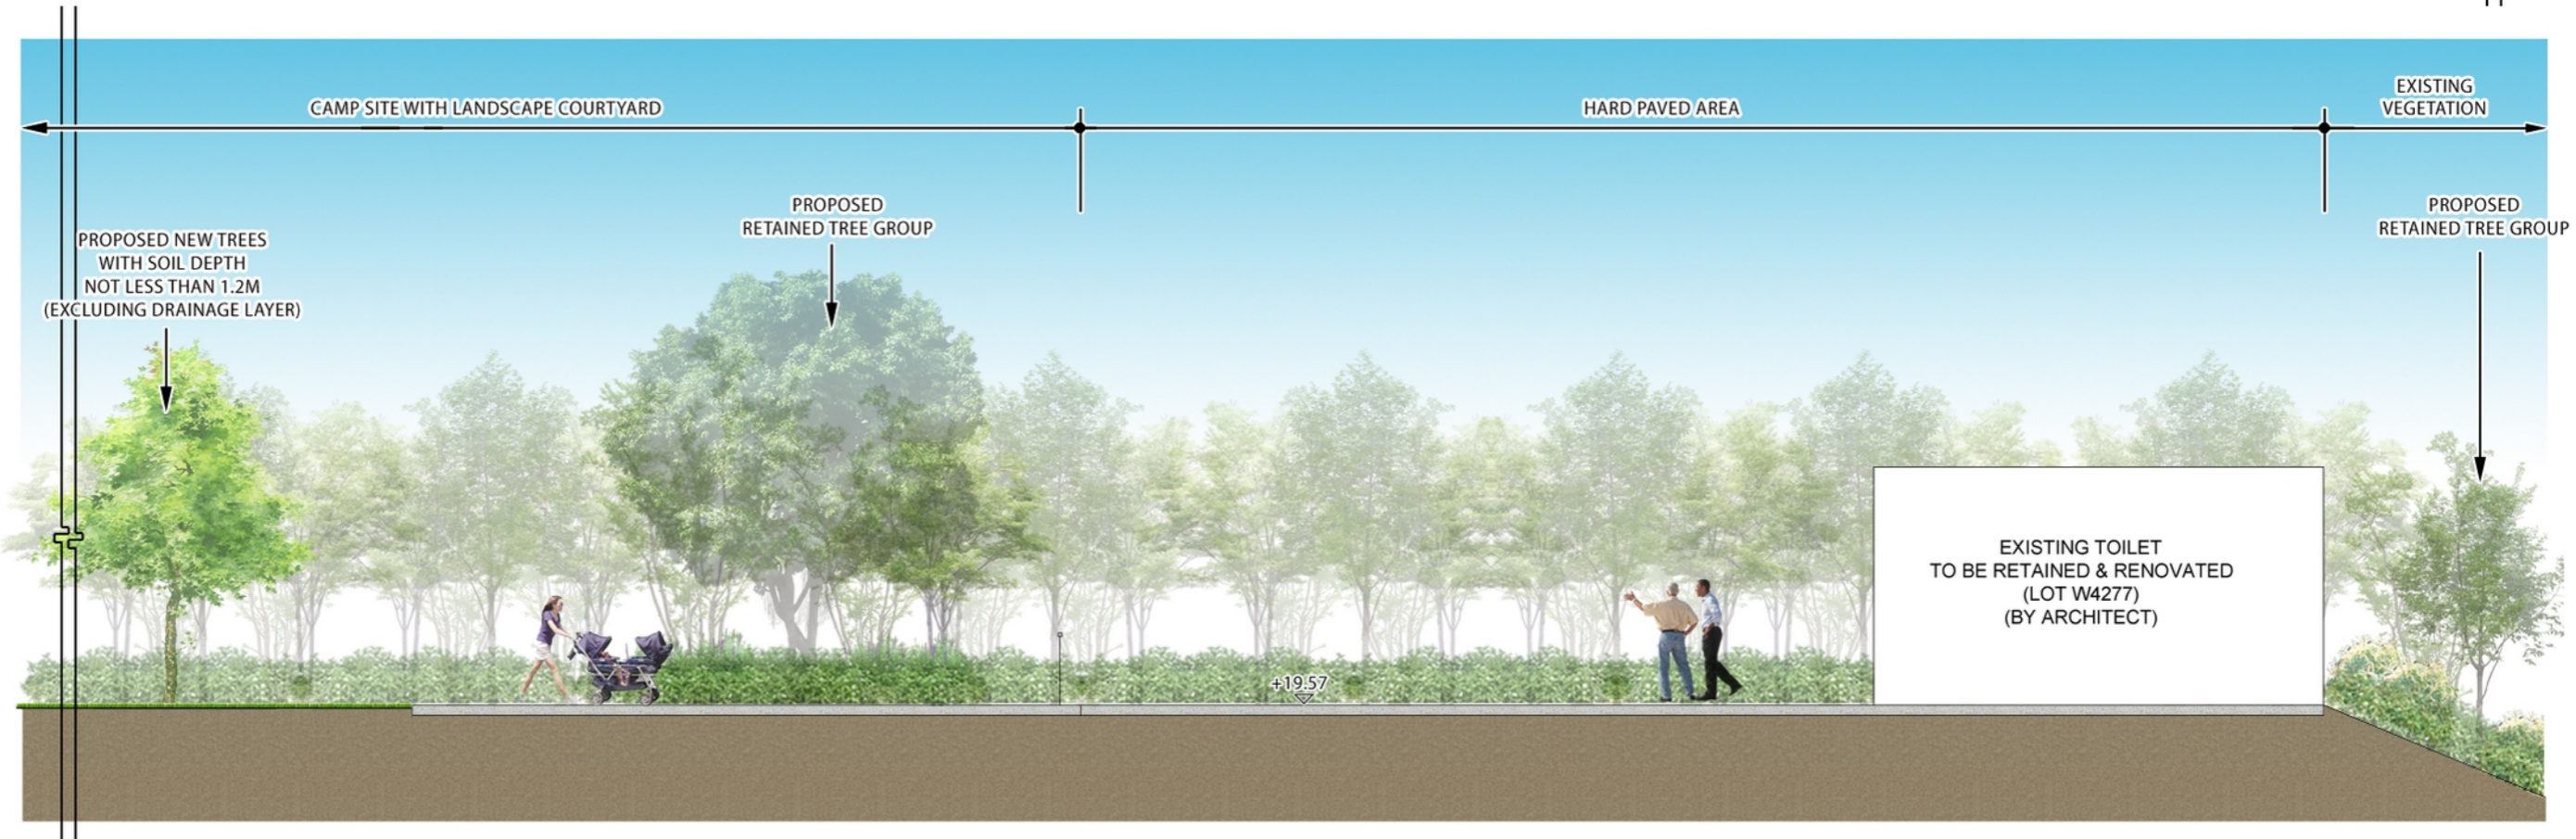 CAMP SITE WITH LANDSCAPE COURTYARD
HARD PAVED AREA
EXISTING
VEGETATION
PROPOSED NEW TREES
WITH SOIL DEPTH
NOT LESS THAN 1.2M
(EXCLUDING DRAINAGE LAYER)
PROPOSED
RETAINED TREE GROUP
PROPOSED
RETAINED TREE GROUP
EXISTING TOILET
TO BE RETAINED & RENOVATED
(LOT W4277)
(BY ARCHITECT)
+19.57